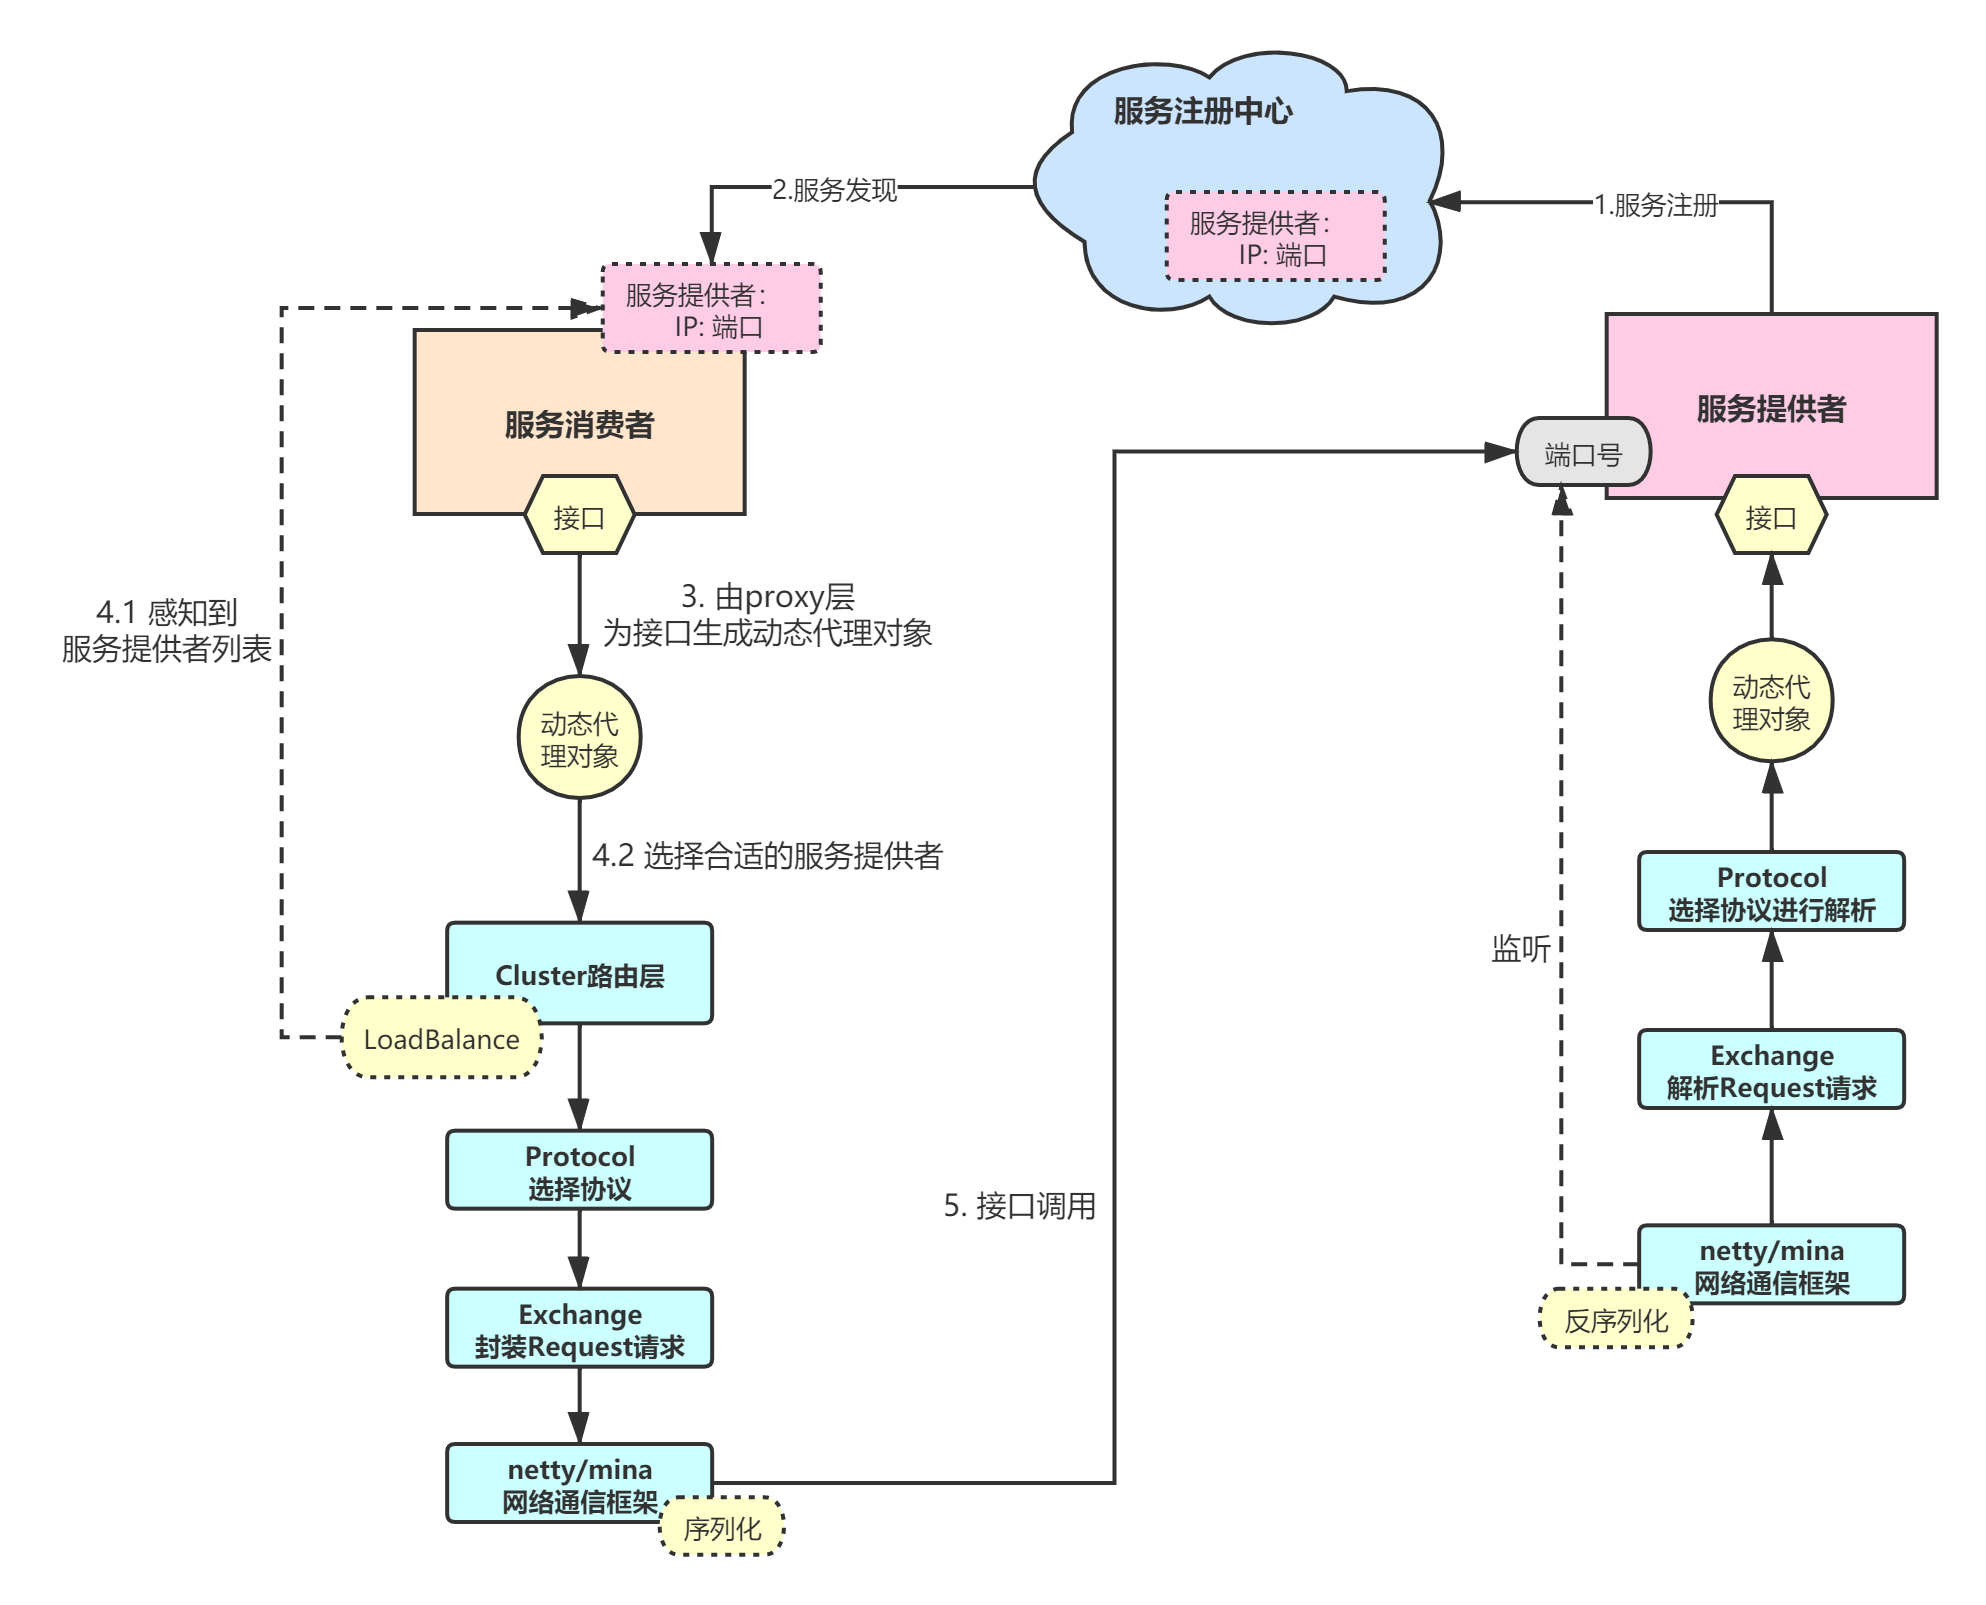 服务注册中心
服务提供者：
IP: 端口
2.服务发现
1.服务注册
服务提供者：
IP: 端口
服务消费者
接口
服务提供者
端口号
接口
4.1 感知到
服务提供者列表
3. 由proxy层
为接口生成动态代理对象
动态代
理对象
4.2 选择合适的服务提供者
Cluster路由层
LoadBalance
Protocol
选择协议
Exchange
封装Request请求
netty/mina
网络通信框架
序列化
5. 接口调用
动态代
理对象
Protocol
选择协议进行解析
监听
Exchange
解析Request请求
netty/mina
网络通信框架
反序列化